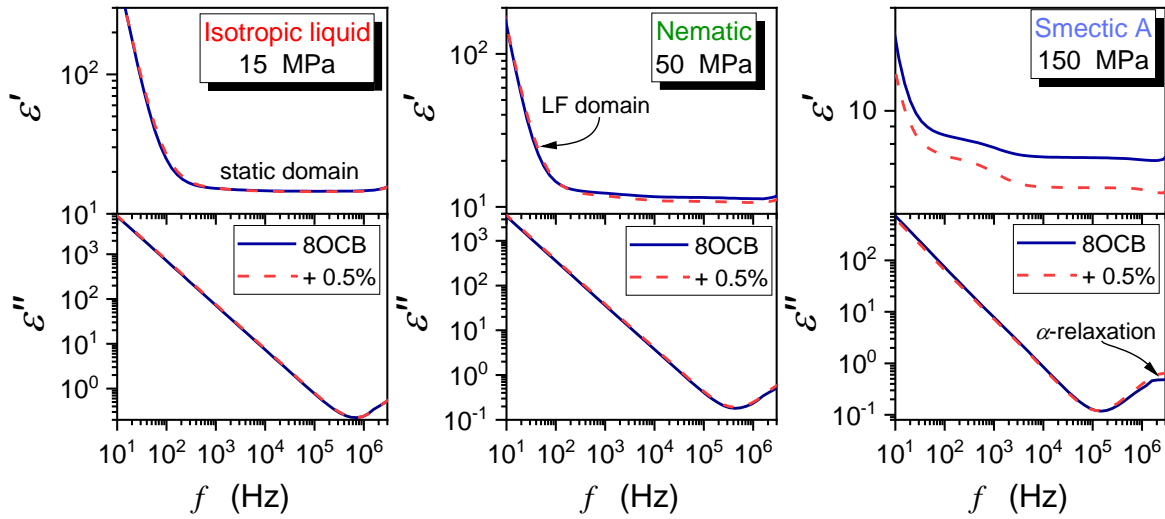 Isotropic liquid
15 MPa
static domain
10²
10¹
ε'
Nematic
50 MPa
LF domain
10²
10¹
ε'
Smectic A
150 MPa
10
ε'
8OCB
+ 0.5%
10³
10²
10¹
10⁰
ε"
10¹ 10² 10³ 10⁴ 10⁵ 10⁶
f (Hz)
8OCB
+ 0.5%
10³
10²
10¹
10⁰
10⁻¹
ε"
10¹ 10² 10³ 10⁴ 10⁵ 10⁶
f (Hz)
8OCB
+ 0.5%
α-relaxation
10²
10¹
10⁰
10⁻¹
ε"
10¹ 10² 10³ 10⁴ 10⁵ 10⁶
f (Hz)